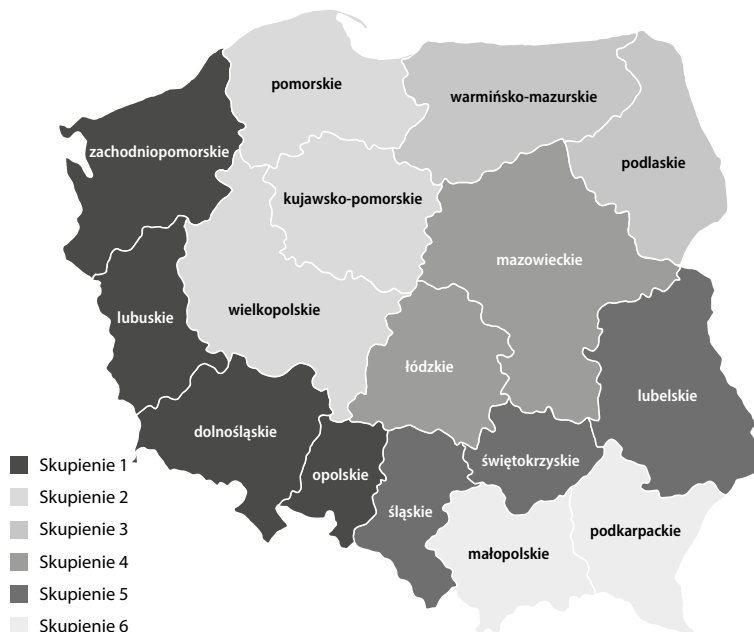 pomorskie
warmińsko-mazurskie
zachodniopomorskie
podlaskie
kujawsko-pomorskie
mazowieckie
wielkopolskie
lubuskie
łódzkie
lubelskie
dolnośląskie
opolskie
świętokrzyskie
śląskie
podkarpackie
małopolskie
Skupienie 1
Skupienie 2
Skupienie 3
Skupienie 4
Skupienie 5
Skupienie 6